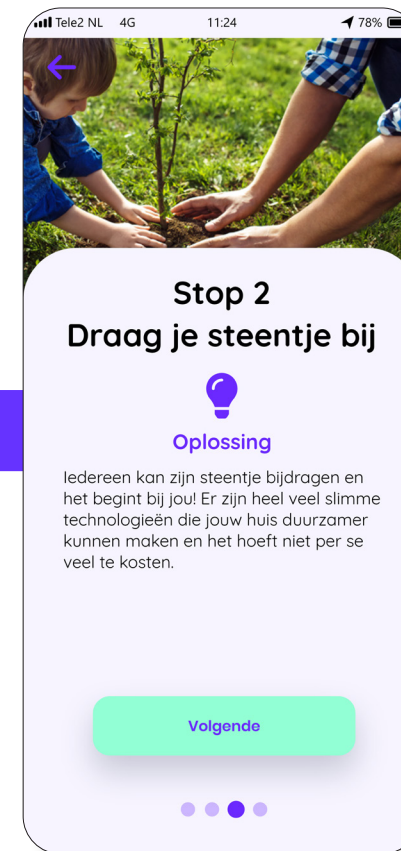 Tele2 NL 4G 11:24 78%
Stop 2
Draag je steentje bij
Oplossing
Iedereen kan zijn steentje bijdragen en
het begint bij jou! Er zijn heel veel slimme
technologieën die jouw huis duurzamer
kunnen maken en het hoeft niet per se
veel te kosten.
Volgende